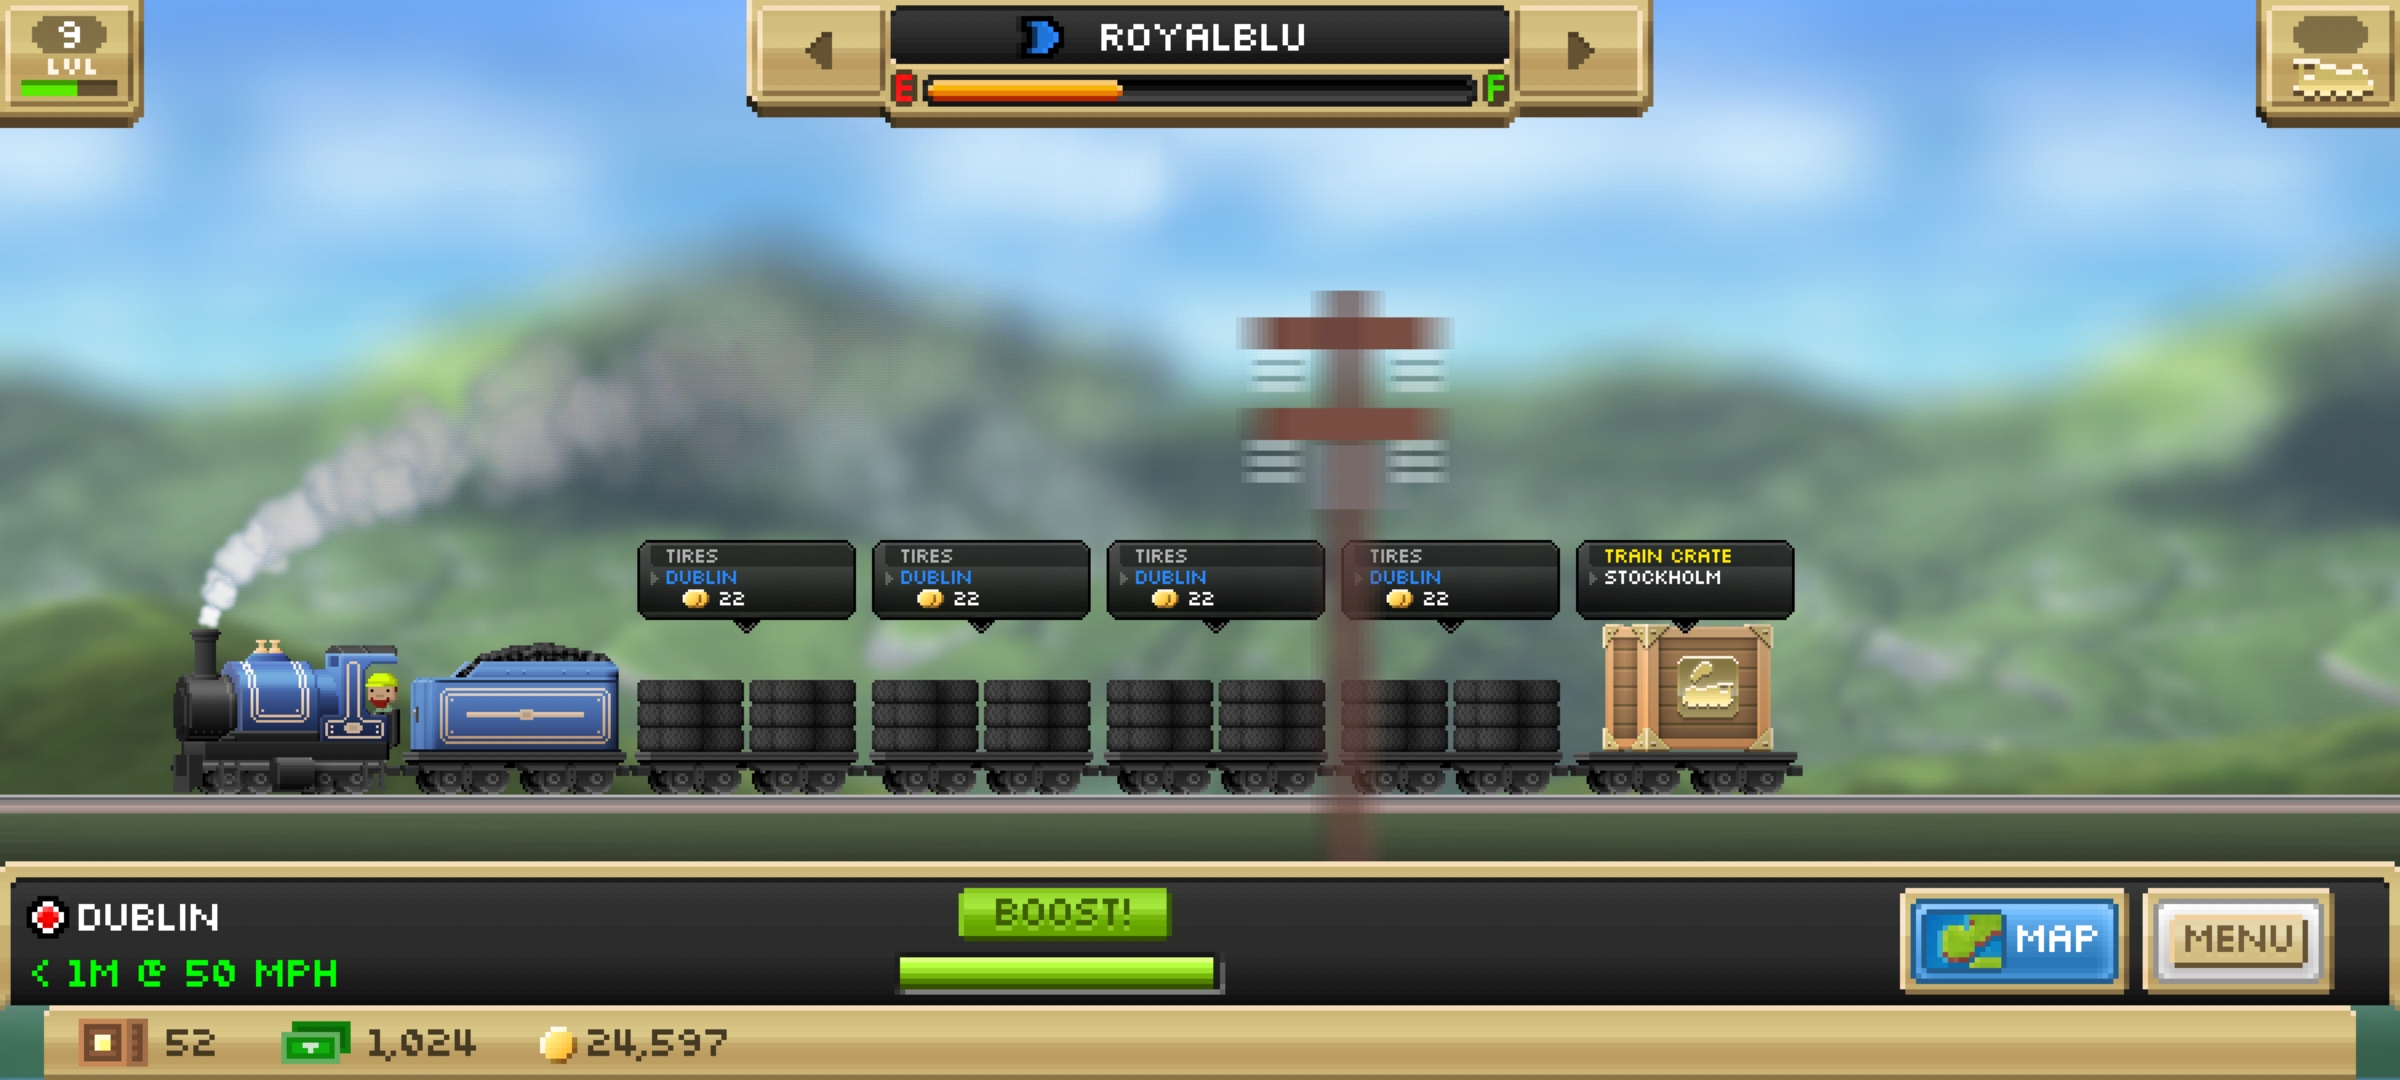 9
LVL
ROYALBLU
E F
TIRES
DUBLIN
22
TIRES
DUBLIN
22
TIRES
DUBLIN
22
TIRES
DUBLIN
22
TRAIN CRATE
STOCKHOLM
DUBLIN
< 1M @ 50 MPH
BOOST!
MAP
MENU
52
1,024
24,597